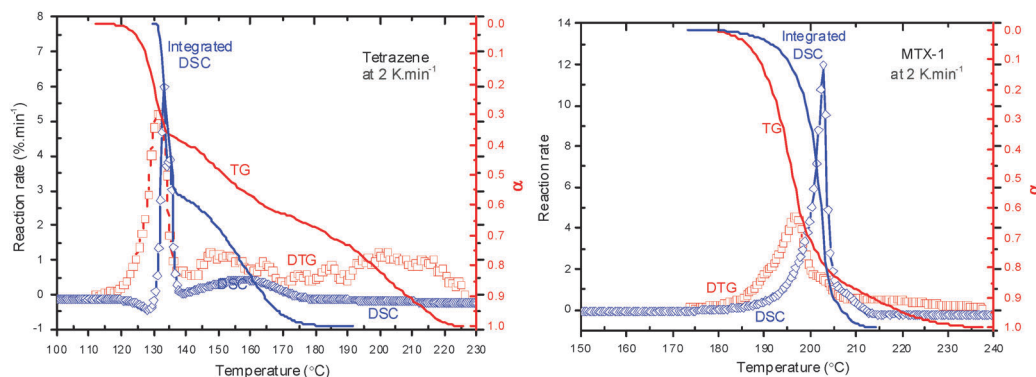 8
7
6
5
4
3
2
1
0
-1
Reaction rate (%.min⁻¹)
Integrated
DSC
Tetrazene
at 2 K.min⁻¹
TG
DTG
DSC
DSC
0.0
0.1
0.2
0.3
0.4
0.5
0.6
0.7
0.8
0.9
1.0
α
100 110 120 130 140 150 160 170 180 190 200 210 220 230
Temperature (°C)
14
12
10
8
6
4
2
0
Reaction rate
Integrated
DSC
MTX-1
at 2 K.min⁻¹
TG
DTG
DSC
0.0
0.1
0.2
0.3
0.4
0.5
0.6
0.7
0.8
0.9
1.0
α
150 160 170 180 190 200 210 220 230 240
Temperature (°C)